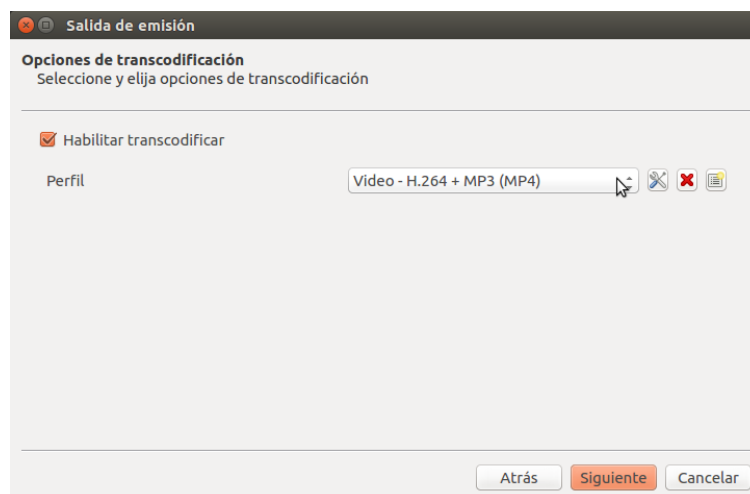 Salida de emisión
Opciones de transcodificación
Seleccione y elija opciones de transcodificación
Habilitar transcodificar
Perfil Video - H.264 + MP3 (MP4)
Atrás Siguiente Cancelar